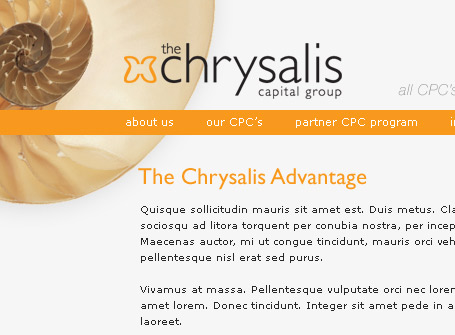 the
chrysalis
capital group
all CPC's
about us our CPC's partner CPC program
The Chrysalis Advantage
Quisque sollicitudin mauris sit amet est. Duis metus. Cla
sociosqu ad litora torquent per conubia nostra, per incep
Maecenas auctor, mi ut congue tincidunt, mauris orci veh
pellentesque nisl erat sed purus.
Vivamus at massa. Pellentesque vulputate orci nec lorem
amet lorem. Donec tincidunt. Integer sit amet pede in a
laoreet.